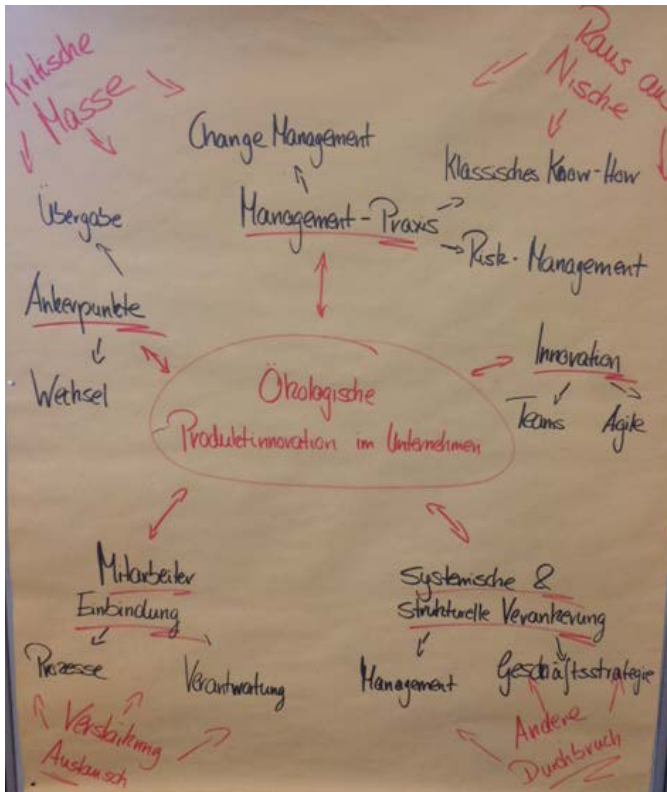 Kritische
Masse
Raus aus
Nische
Change Management
Klassisches Know-How
Management-Praxis
Risk-Management
Übergabe
Ankerpunkte
Wechsel
Innovation
Teams
Agile
Ökologische
Produktinnovation im Unternehmen
Mitarbeiter
Einbindung
Prozesse
Verantwortung
Systemische &
strukturelle Verankerung
Management
Geschäftsstrategie
Verstärkung
Austausch
Andere
Durchbruch